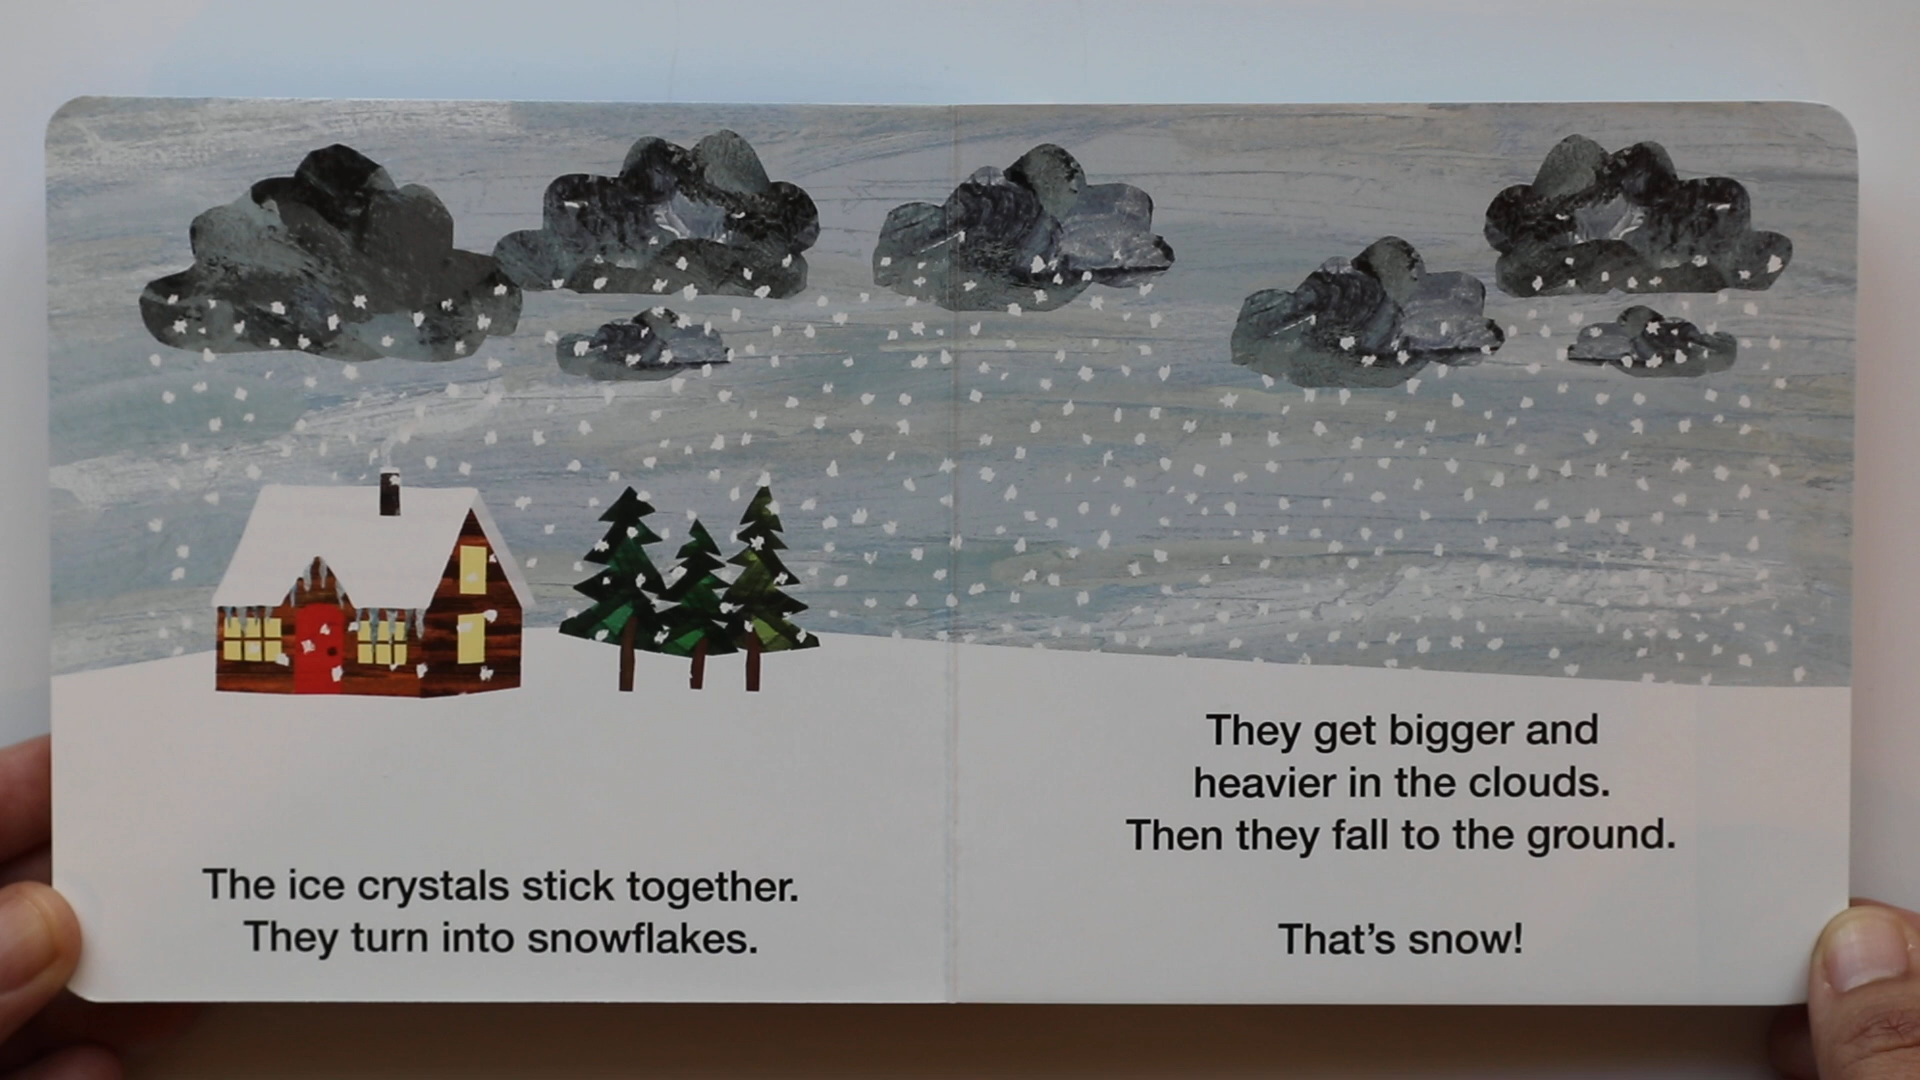 The ice crystals stick together.
They turn into snowflakes.
They get bigger and
heavier in the clouds.
Then they fall to the ground.
That’s snow!